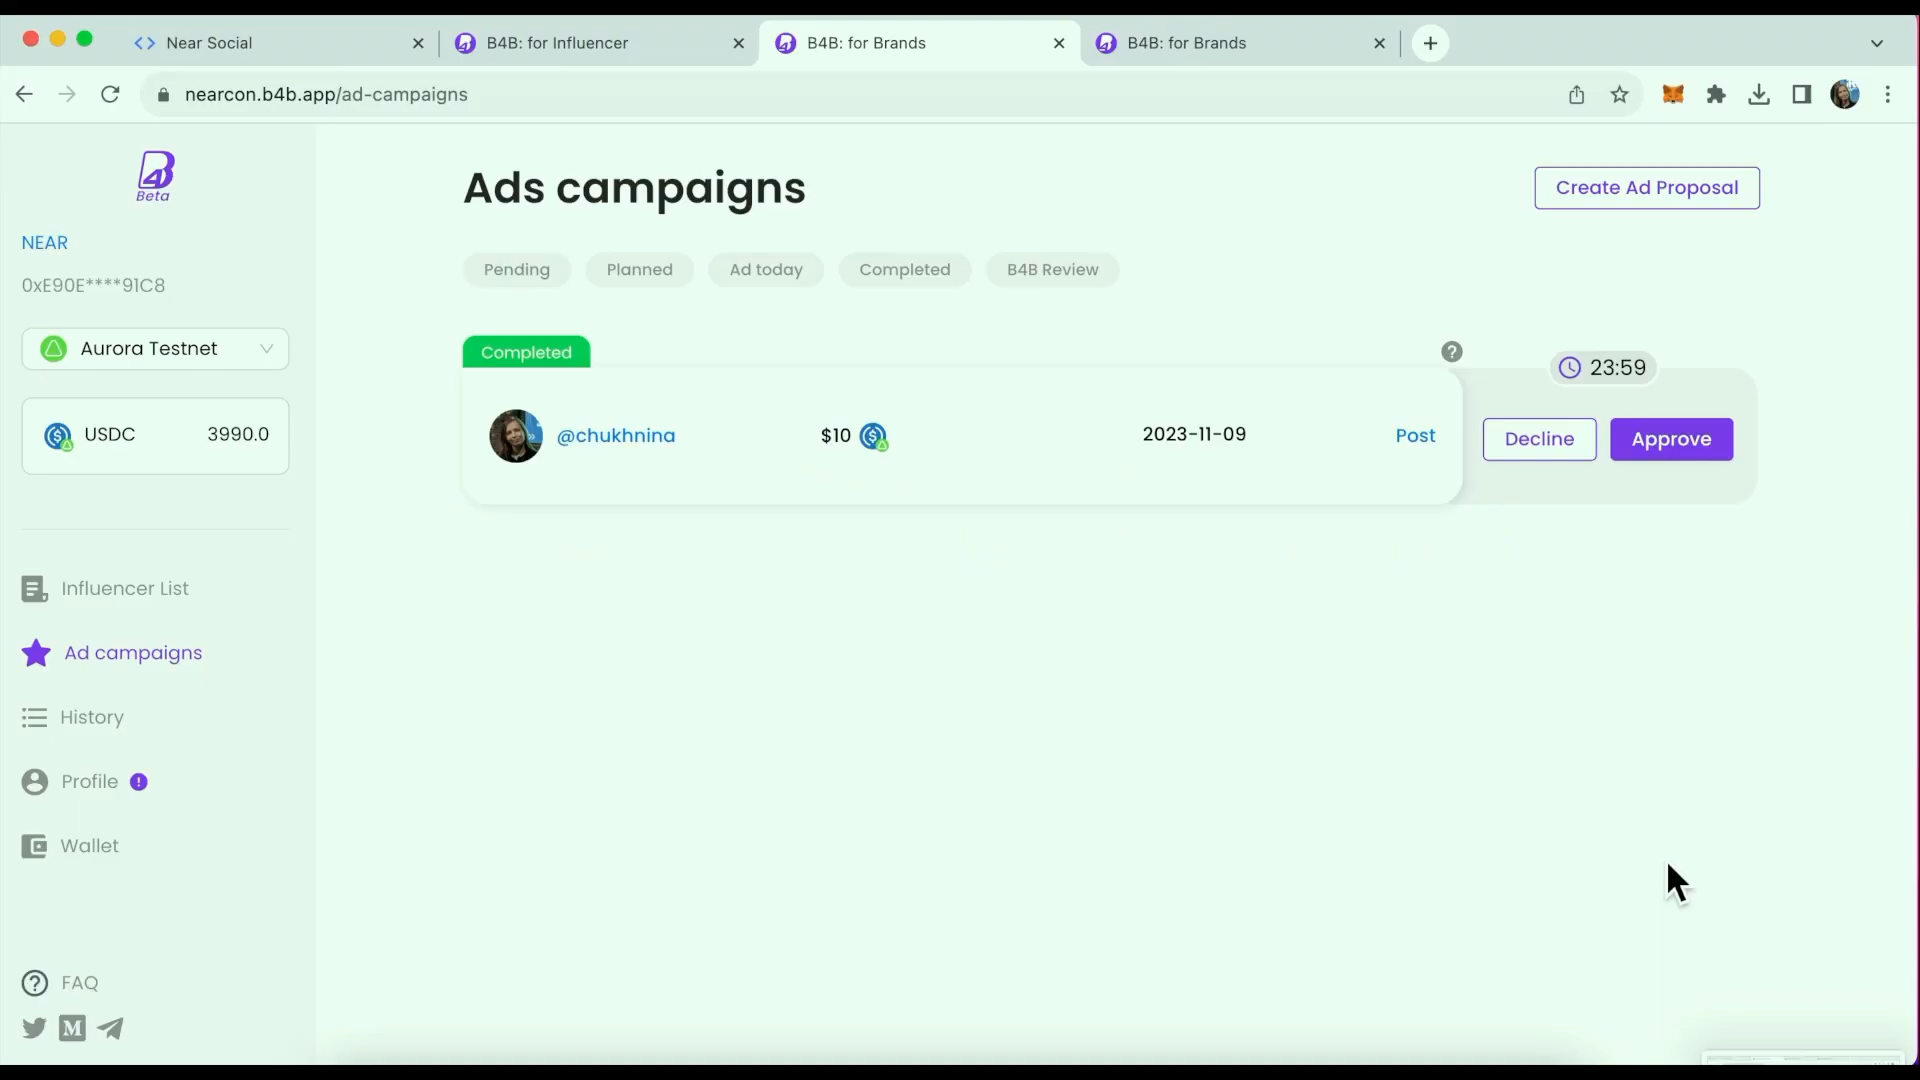 Near Social
B4B: for Influencer
B4B: for Brands
B4B: for Brands
nearcon.b4b.app/ad-campaigns
Beta
NEAR
0xE90E****91C8
Aurora Testnet
USDC 3990.0
Influencer List
Ad campaigns
History
Profile
Wallet
FAQ
Ads campaigns
Create Ad Proposal
Pending Planned Ad today Completed B4B Review
Completed
23:59
@chukhnina $10 2023-11-09 Post
Decline Approve